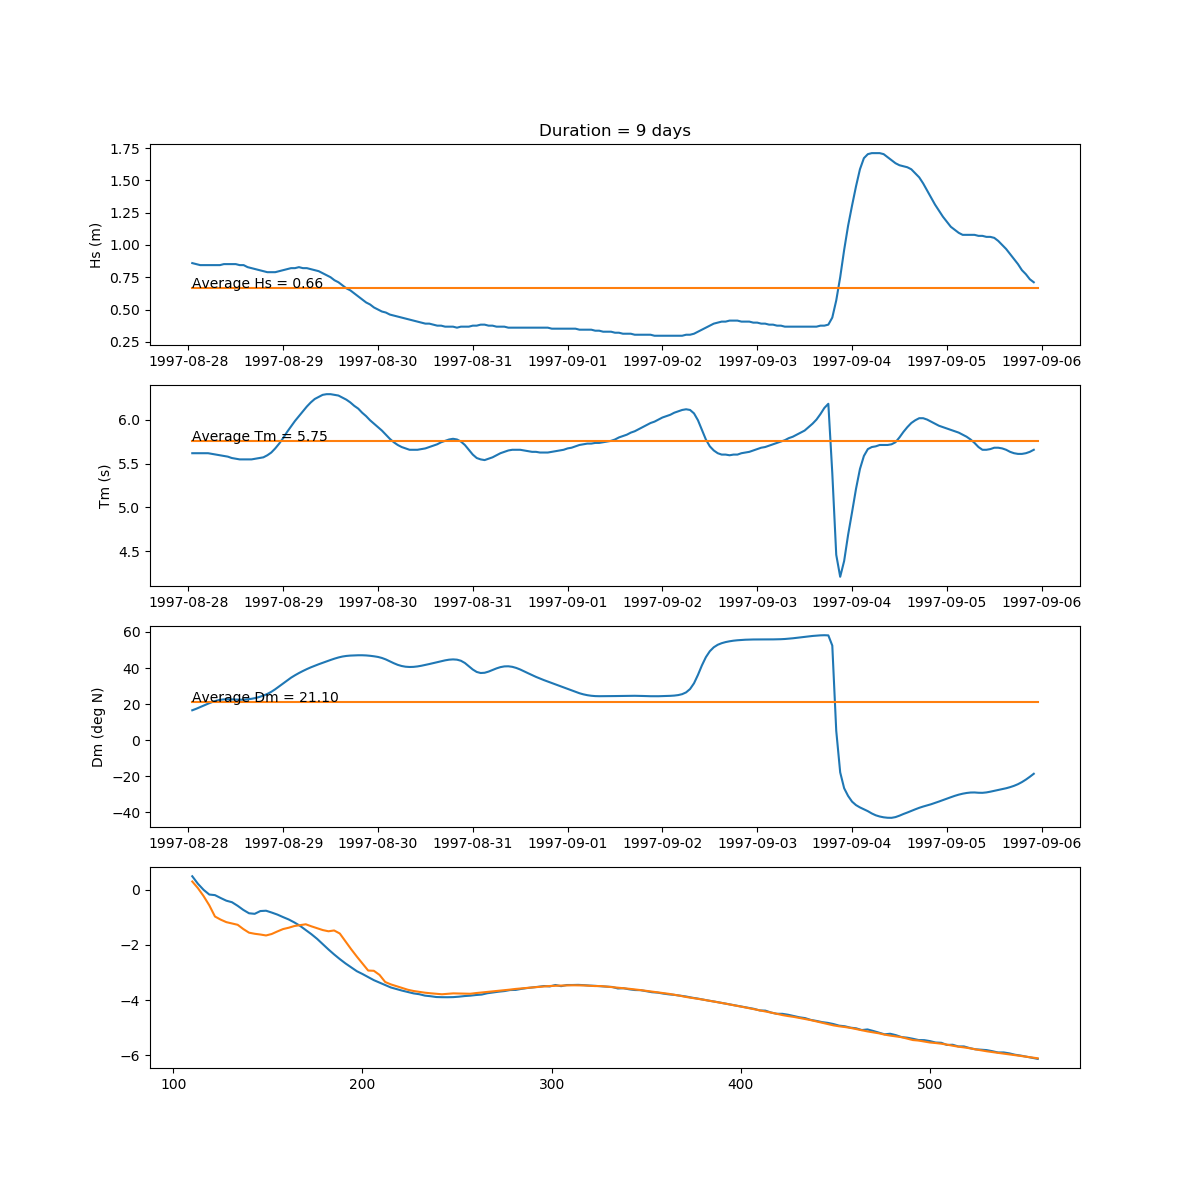 Duration = 9 days
1.75
1.50
1.25
1.00
0.75
0.50
0.25
Hs (m)
Average Hs = 0.66
1997-08-28 1997-08-29 1997-08-30 1997-08-31 1997-09-01 1997-09-02 1997-09-03 1997-09-04 1997-09-05 1997-09-06
6.0
5.5
5.0
4.5
Tm (s)
Average Tm = 5.75
1997-08-28 1997-08-29 1997-08-30 1997-08-31 1997-09-01 1997-09-02 1997-09-03 1997-09-04 1997-09-05 1997-09-06
60
40
20
0
−20
−40
Dm (deg N)
Average Dm = 21.10
1997-08-28 1997-08-29 1997-08-30 1997-08-31 1997-09-01 1997-09-02 1997-09-03 1997-09-04 1997-09-05 1997-09-06
0
−2
−4
−6
100 200 300 400 500